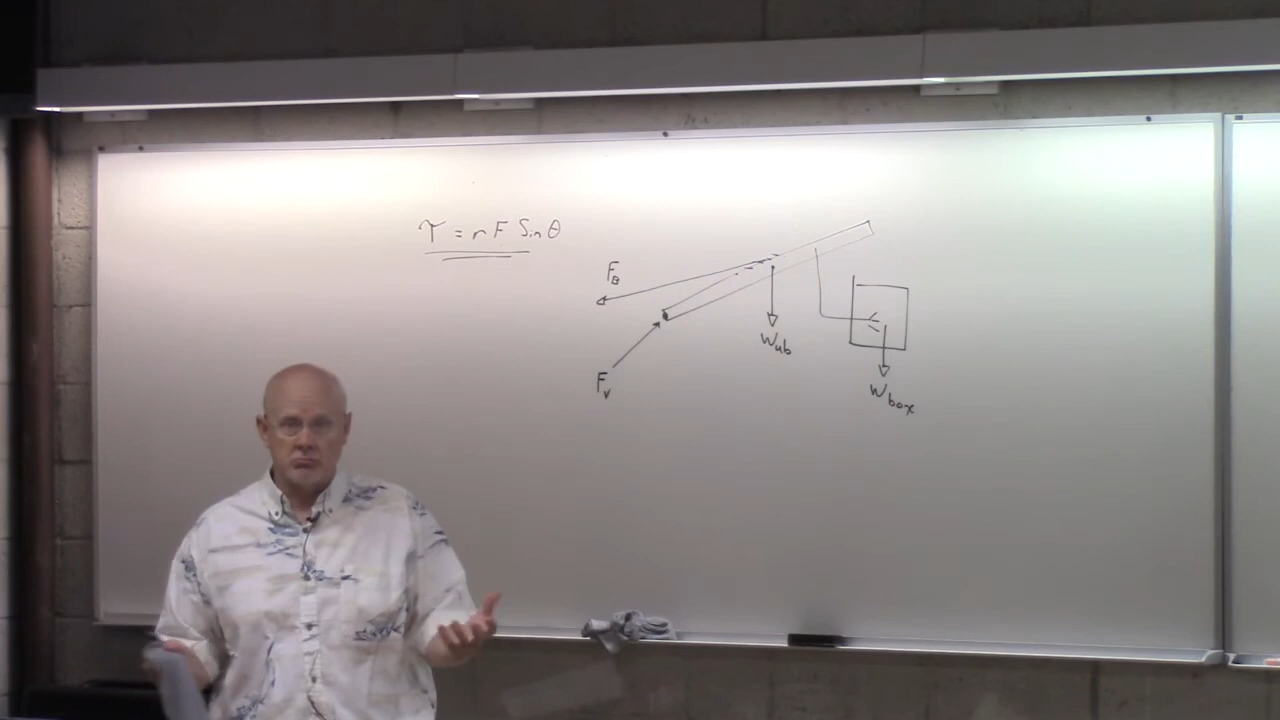 τ = r F Sin θ
F_B
W_ub
F_v
W_box